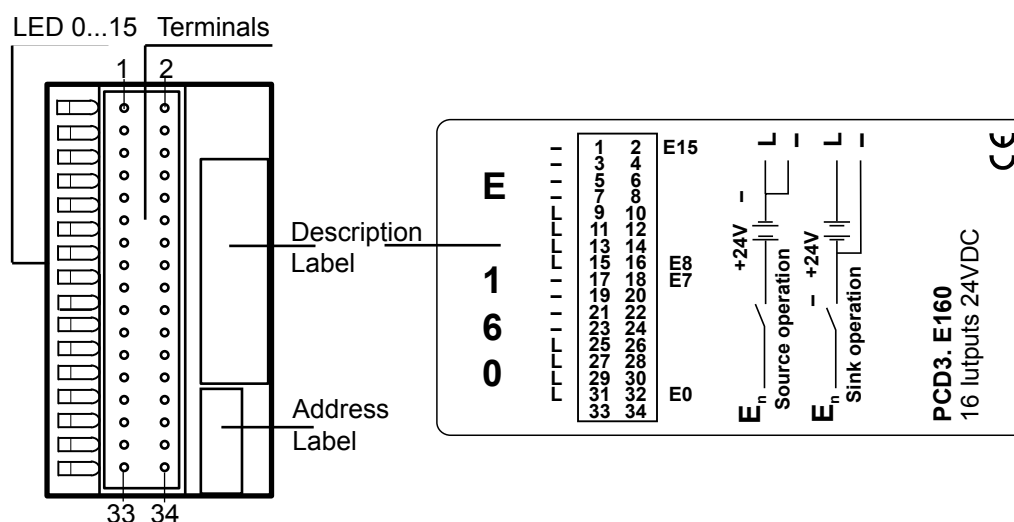 LED 0...15 Terminals
1 2
33 34
Description
Label
Address
Label
E
1
6
0
– 1 2 E15
– 3 4
– 5 6
– 7 8
L 9 10
L 11 12
L 13 14
L 15 16 E8
– 17 18 E7
– 19 20
– 21 22
– 23 24
L 25 26
L 27 28
L 29 30
L 31 32 E0
33 34
En +24V – L –
Source operation
En – +24V L –
Sink operation
PCD3. E160
16 Iutputs 24VDC
CE